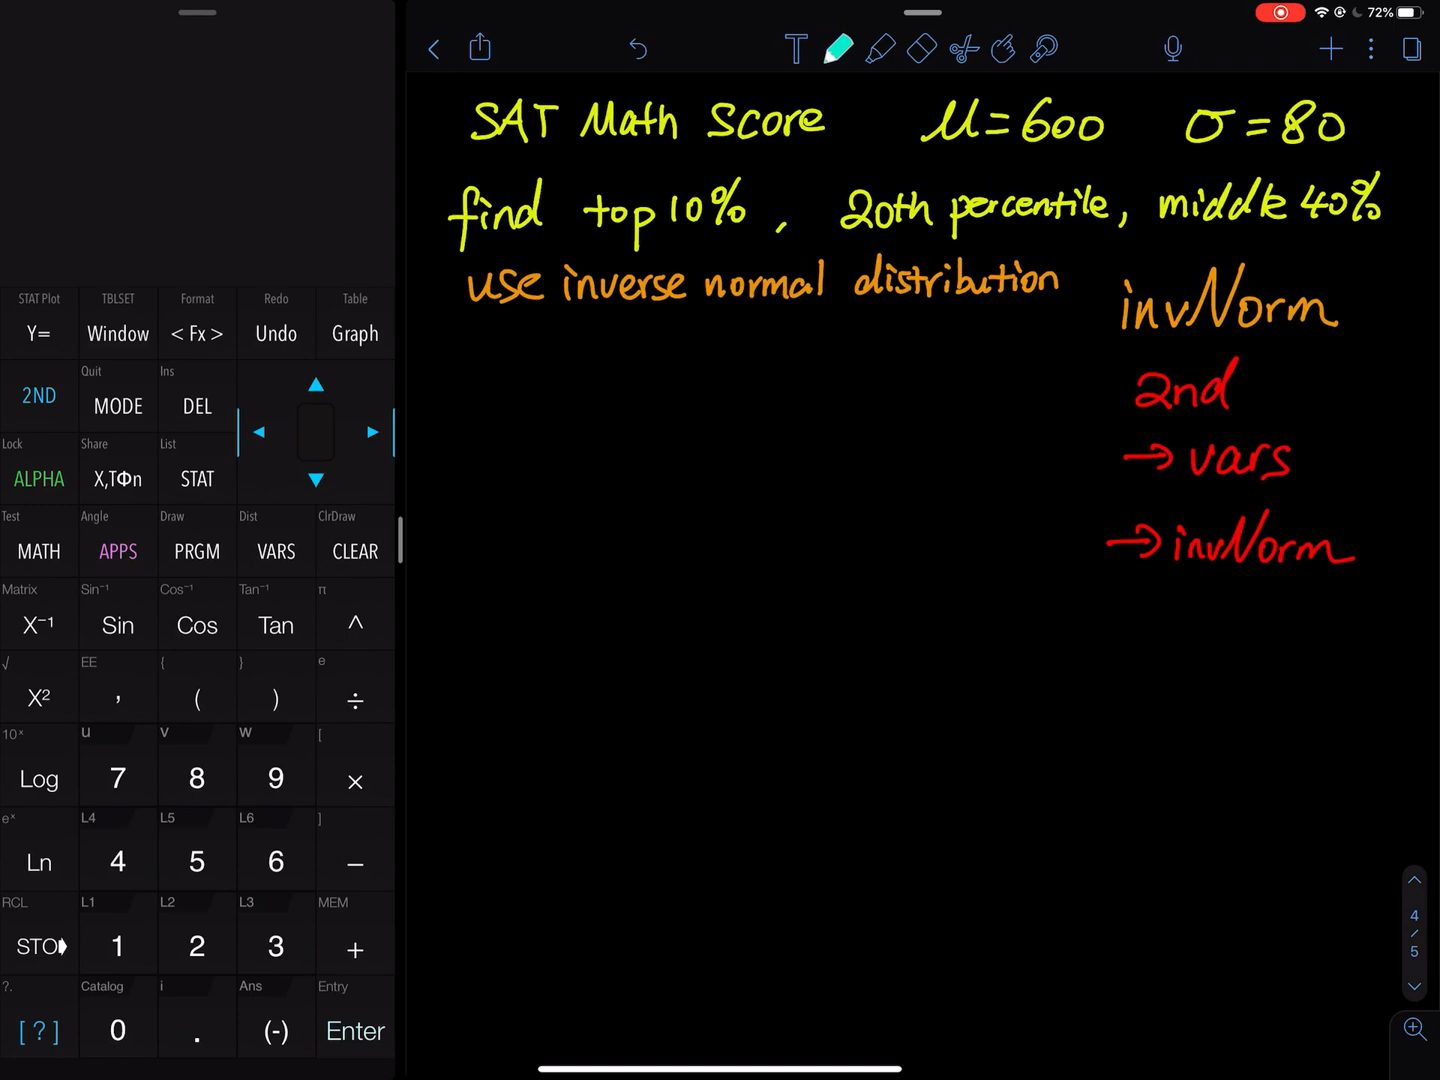 72%
T
SAT Math Score μ=600 σ=80
find top 10%, 20th percentile, middle 40%
use inverse normal distribution invNorm
2nd
→ vars
→ invNorm
STAT Plot TBLSET Format Redo Table
Y= Window < Fx > Undo Graph
Quit Ins
2ND MODE DEL
Lock Share List
ALPHA X,TΦn STAT
Test Angle Draw Dist ClrDraw
MATH APPS PRGM VARS CLEAR
Matrix Sin⁻¹ Cos⁻¹ Tan⁻¹ π
X⁻¹ Sin Cos Tan ^
√ EE { } e
X² , ( ) ÷
10ˣ u v w [
Log 7 8 9 ×
eˣ L4 L5 L6 ]
Ln 4 5 6 −
RCL L1 L2 L3 MEM
STO 1 2 3 +
?. Catalog i Ans Entry
[ ? ] 0 . (-) Enter
4
/
5